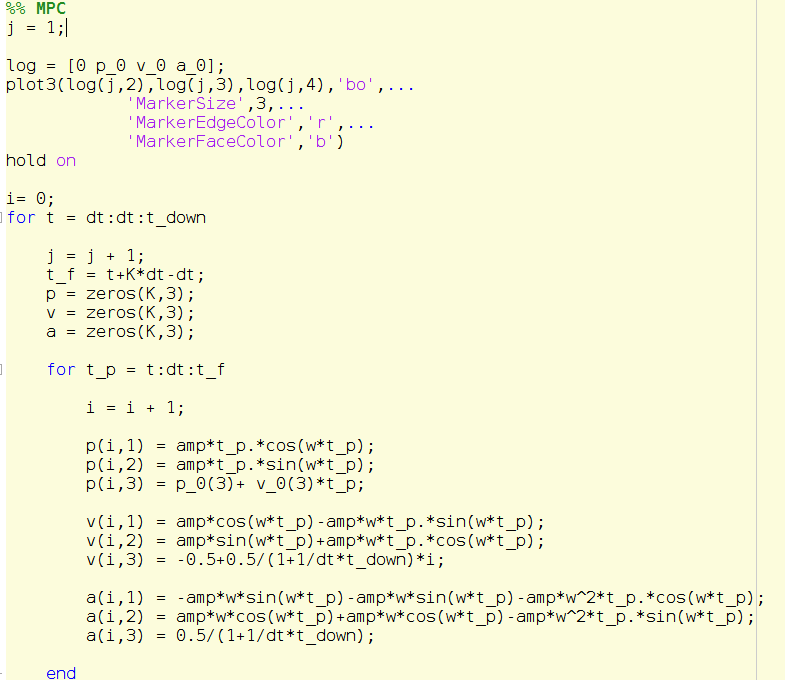 %% MPC
j = 1;
log = [0 p_0 v_0 a_0];
plot3(log(j,2),log(j,3),log(j,4),'bo',...
'MarkerSize',3,...
'MarkerEdgeColor','r',...
'MarkerFaceColor','b')
hold on
i= 0;
for t = dt:dt:t_down
j = j + 1;
t_f = t+K*dt-dt;
p = zeros(K,3);
v = zeros(K,3);
a = zeros(K,3);
for t_p = t:dt:t_f
i = i + 1;
p(i,1) = amp*t_p.*cos(w*t_p);
p(i,2) = amp*t_p.*sin(w*t_p);
p(i,3) = p_0(3)+ v_0(3)*t_p;
v(i,1) = amp*cos(w*t_p)-amp*w*t_p.*sin(w*t_p);
v(i,2) = amp*sin(w*t_p)+amp*w*t_p.*cos(w*t_p);
v(i,3) = -0.5+0.5/(1+1/dt*t_down)*i;
a(i,1) = -amp*w*sin(w*t_p)-amp*w*sin(w*t_p)-amp*w^2*t_p.*cos(w*t_p);
a(i,2) = amp*w*cos(w*t_p)+amp*w*cos(w*t_p)-amp*w^2*t_p.*sin(w*t_p);
a(i,3) = 0.5/(1+1/dt*t_down);
end